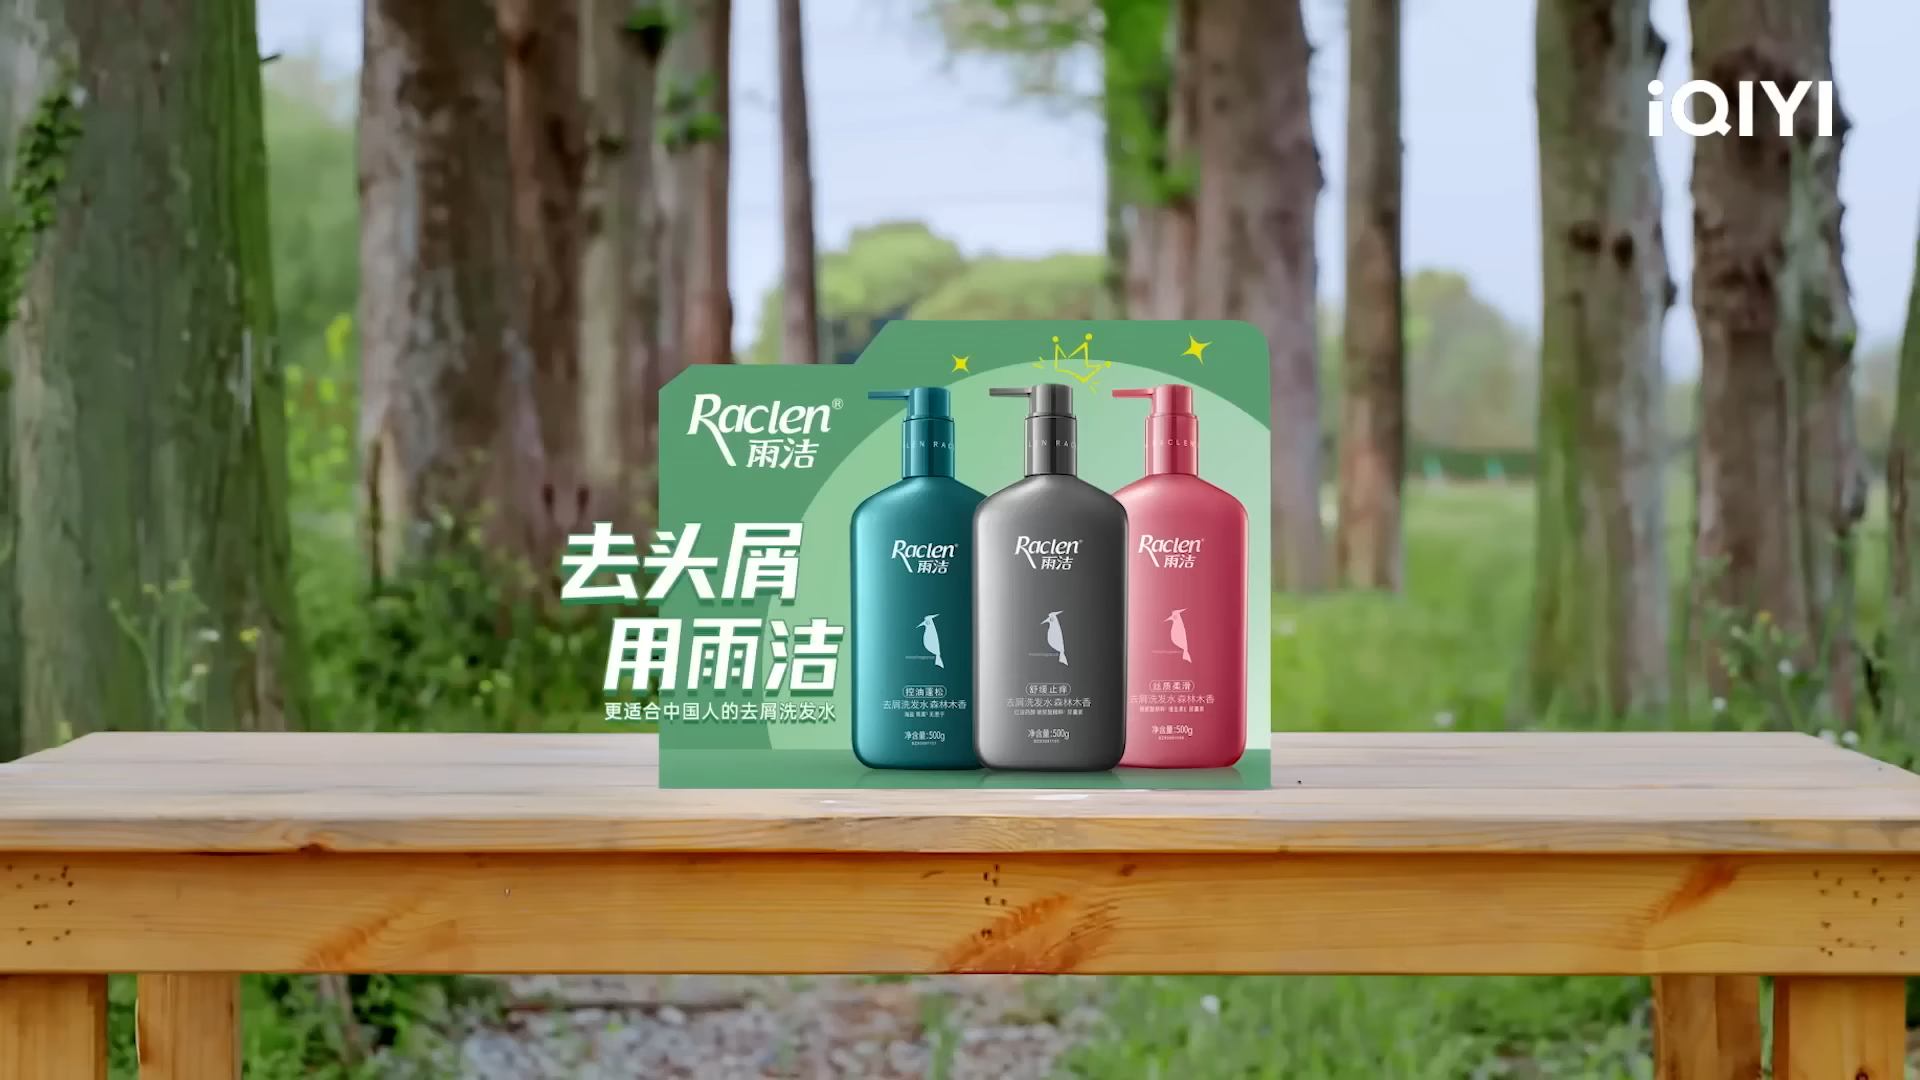 iQIYI
Raclen®
雨洁
去头屑
用雨洁
更适合中国人的去屑洗发水
Raclen®
雨洁
控油蓬松
去屑洗发水 森林木香
净含量:500g
Raclen®
雨洁
舒缓止痒
去屑洗发水 森林木香
净含量:500g
RACLEN
Raclen®
雨洁
丝质柔滑
去屑洗发水 森林木香
净含量:500g